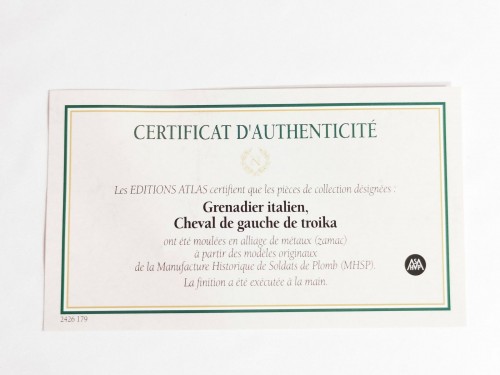 CERTIFICAT D'AUTHENTICITÉ
N
Les EDITIONS ATLAS certifient que les pièces de collection désignées :
Grenadier italien,
Cheval de gauche de troika
ont été moulées en alliage de métaux (zamac)
à partir des modèles originaux
de la Manufacture Historique de Soldats de Plomb (MHSP).
La finition a été exécutée à la main.
2426 179